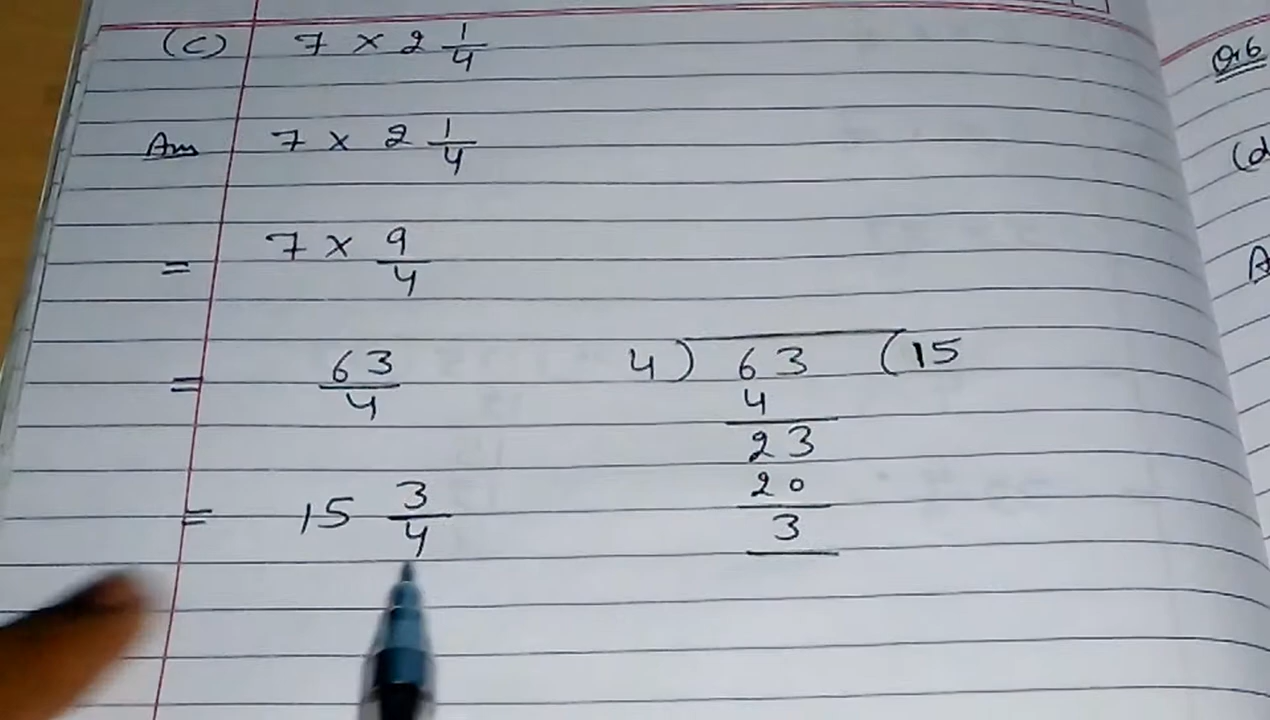 (c) 7 × 2 1/4
Ans 7 × 2 1/4
= 7 × 9/4
= 63/4
4 ) 63 ( 15
4
23
20
3
= 15 3/4
Q.6
(d
A